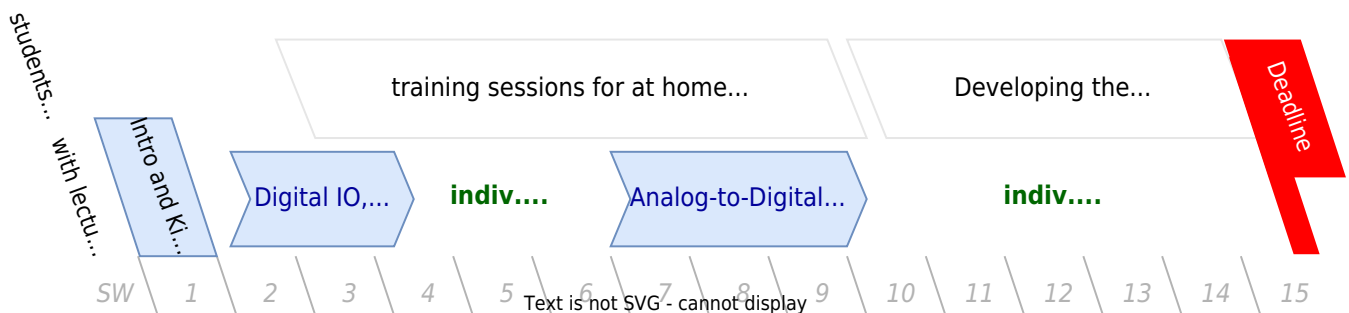 students...
with lectu...
training sessions for at home...
Developing the...
Deadline
Intro and Ki....
Digital IO,...
indiv....
Analog-to-Digital...
indiv....
SW 1 2 3 4 5 6 7 8 9 10 11 12 13 14 15
Text is not SVG - cannot display